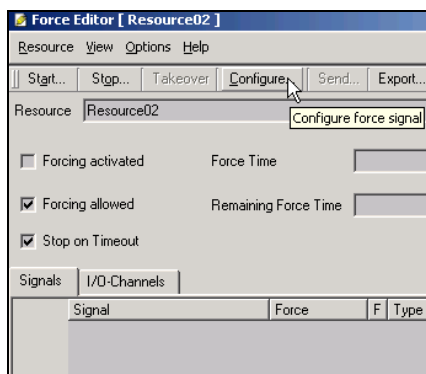 Force Editor [ Resource02 ]
Resource View Options Help
Start... Stop... Takeover Configure... Send... Export...
Resource Resource02
Configure force signal
Forcing activated Force Time
Forcing allowed Remaining Force Time
Stop on Timeout
Signals I/O-Channels
Signal Force F Type